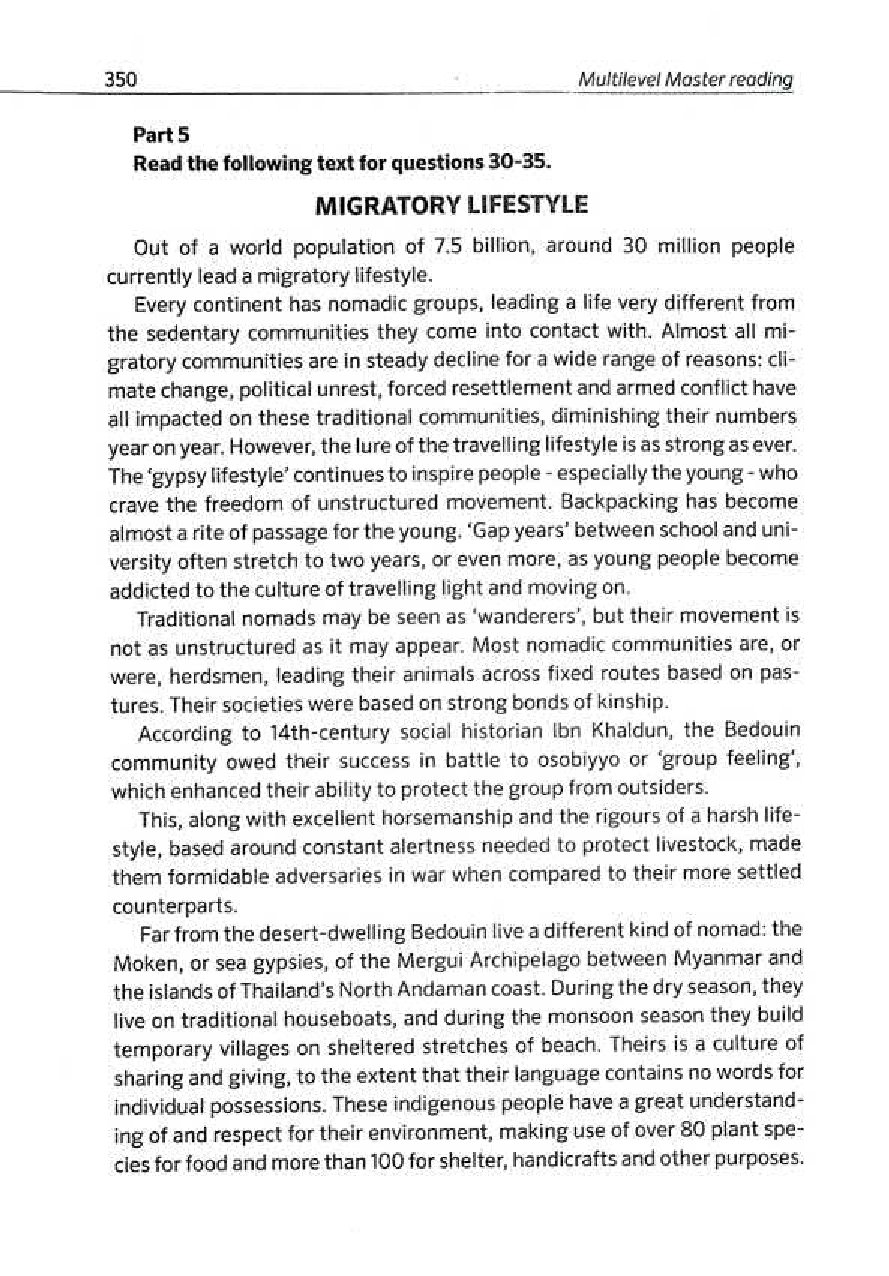 350
Multilevel Master reading
Part 5
Read the following text for questions 30-35.
MIGRATORY LIFESTYLE
Out of a world population of 7.5 billion, around 30 million people
currently lead a migratory lifestyle.
Every continent has nomadic groups, leading a life very different from
the sedentary communities they come into contact with. Almost all mi-
gratory communities are in steady decline for a wide range of reasons: cli-
mate change, political unrest, forced resettlement and armed conflict have
all impacted on these traditional communities, diminishing their numbers
year on year. However, the lure of the travelling lifestyle is as strong as ever.
The 'gypsy lifestyle' continues to inspire people - especially the young - who
crave the freedom of unstructured movement. Backpacking has become
almost a rite of passage for the young. 'Gap years' between school and uni-
versity often stretch to two years, or even more, as young people become
addicted to the culture of travelling light and moving on.
Traditional nomads may be seen as 'wanderers', but their movement is
not as unstructured as it may appear. Most nomadic communities are, or
were, herdsmen, leading their animals across fixed routes based on pas-
tures. Their societies were based on strong bonds of kinship.
According to 14th-century social historian Ibn Khaldun, the Bedouin
community owed their success in battle to osobiyyo or 'group feeling',
which enhanced their ability to protect the group from outsiders.
This, along with excellent horsemanship and the rigours of a harsh life-
style, based around constant alertness needed to protect livestock, made
them formidable adversaries in war when compared to their more settled
counterparts.
Far from the desert-dwelling Bedouin live a different kind of nomad: the
Moken, or sea gypsies, of the Mergui Archipelago between Myanmar and
the islands of Thailand's North Andaman coast. During the dry season, they
live on traditional houseboats, and during the monsoon season they build
temporary villages on sheltered stretches of beach. Theirs is a culture of
sharing and giving, to the extent that their language contains no words for
individual possessions. These indigenous people have a great understand-
ing of and respect for their environment, making use of over 80 plant spe-
cies for food and more than 100 for shelter, handicrafts and other purposes.